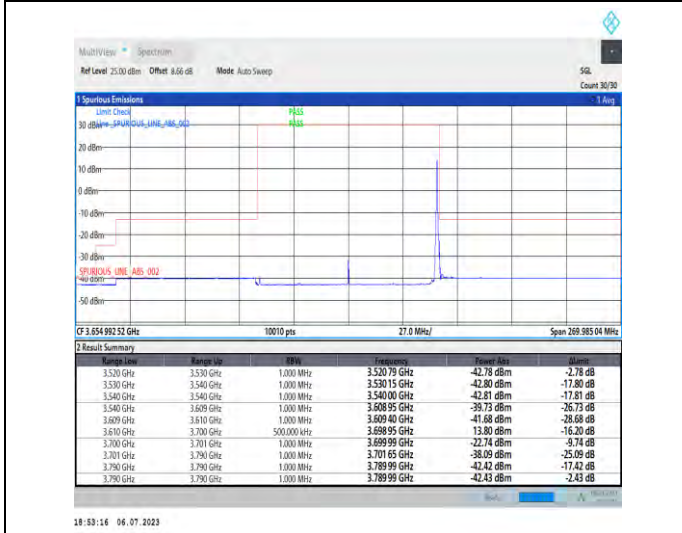 MultiView Spectrum
Ref Level 25.00 dBm Offset 8.66 dB Mode Auto Sweep SGL
Count 30/30
1 Spurious Emissions 1 Avg
Limit Check PASS
30 dBm Line _SPURIOUS_LINE_ABS_002 PASS
20 dBm
10 dBm
0 dBm
-10 dBm
-20 dBm
-30 dBm
SPURIOUS_LINE_ABS_002
-40 dBm
-50 dBm
CF 3.654 992 52 GHz 10010 pts 27.0 MHz/ Span 269.985 04 MHz
2 Result Summary
Range Low Range Up RBW Frequency Power Abs ΔLimit
3.520 GHz 3.530 GHz 1.000 MHz 3.520 79 GHz -42.78 dBm -2.78 dB
3.530 GHz 3.540 GHz 1.000 MHz 3.530 15 GHz -42.80 dBm -17.80 dB
3.540 GHz 3.540 GHz 1.000 MHz 3.540 00 GHz -42.81 dBm -17.81 dB
3.540 GHz 3.609 GHz 1.000 MHz 3.608 95 GHz -39.73 dBm -26.73 dB
3.609 GHz 3.610 GHz 1.000 MHz 3.609 40 GHz -41.68 dBm -28.68 dB
3.610 GHz 3.700 GHz 500.000 kHz 3.698 95 GHz 13.80 dBm -16.20 dB
3.700 GHz 3.701 GHz 1.000 MHz 3.699 99 GHz -22.74 dBm -9.74 dB
3.701 GHz 3.790 GHz 1.000 MHz 3.701 65 GHz -38.09 dBm -25.09 dB
3.790 GHz 3.790 GHz 1.000 MHz 3.789 99 GHz -42.42 dBm -17.42 dB
3.790 GHz 3.790 GHz 1.000 MHz 3.789 99 GHz -42.43 dBm -2.43 dB
18:53:16 06.07.2023